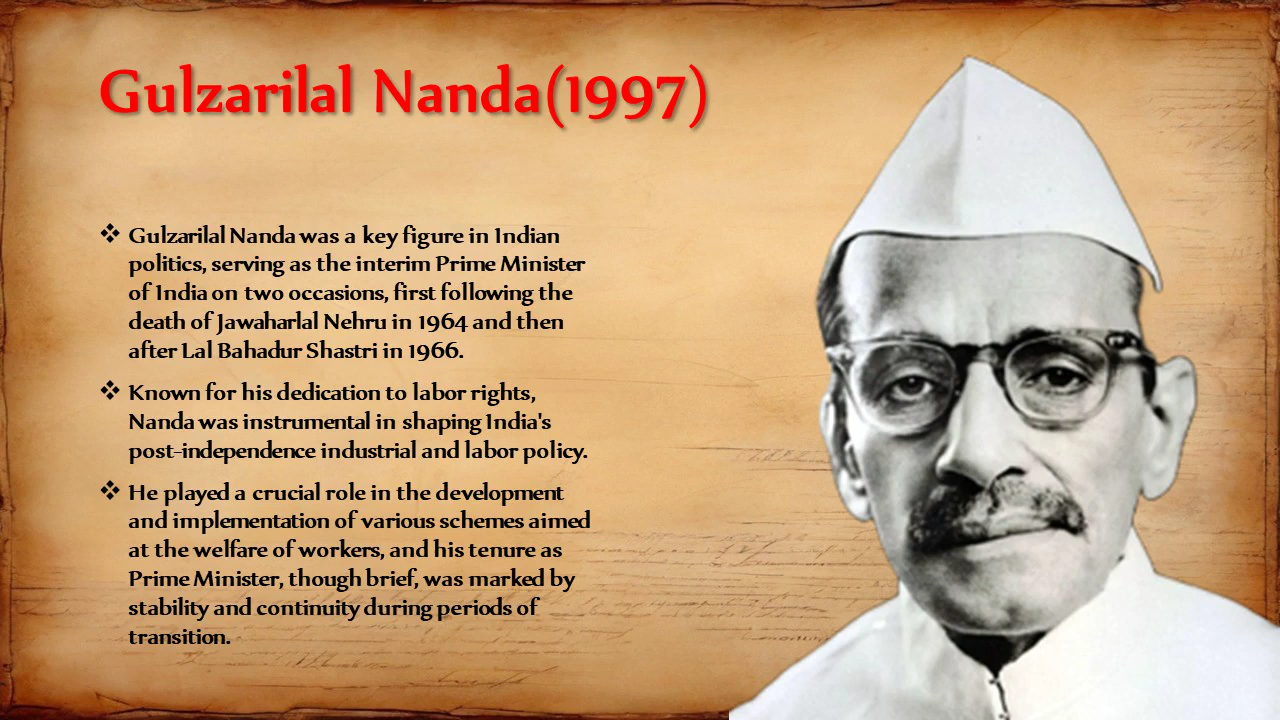 Gulzarilal Nanda(1997)
❖ Gulzarilal Nanda was a key figure in Indian
politics, serving as the interim Prime Minister
of India on two occasions, first following the
death of Jawaharlal Nehru in 1964 and then
after Lal Bahadur Shastri in 1966.
❖ Known for his dedication to labor rights,
Nanda was instrumental in shaping India's
post-independence industrial and labor policy.
❖ He played a crucial role in the development
and implementation of various schemes aimed
at the welfare of workers, and his tenure as
Prime Minister, though brief, was marked by
stability and continuity during periods of
transition.